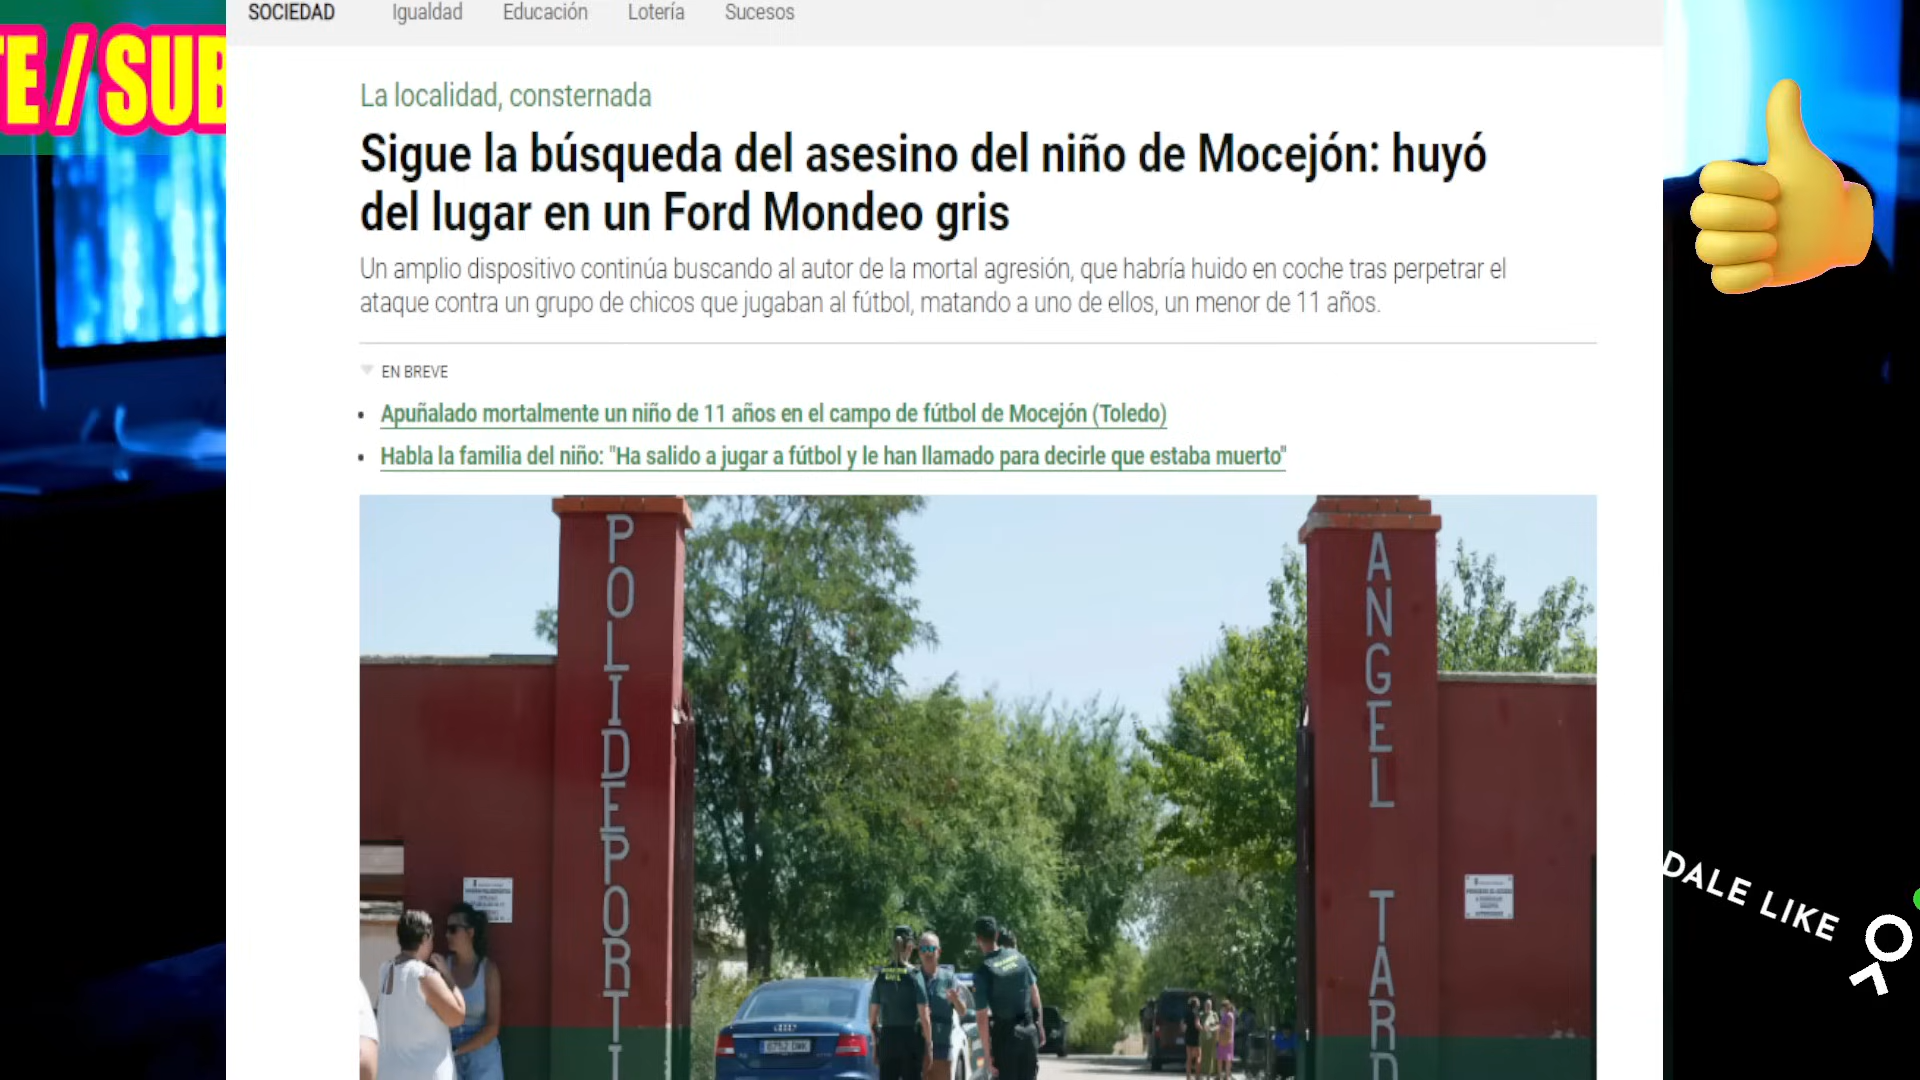 TE / SUB
SOCIEDAD Igualdad Educación Lotería Sucesos
La localidad, consternada
Sigue la búsqueda del asesino del niño de Mocejón: huyó
del lugar en un Ford Mondeo gris
Un amplio dispositivo continúa buscando al autor de la mortal agresión, que habría huido en coche tras perpetrar el
ataque contra un grupo de chicos que jugaban al fútbol, matando a uno de ellos, un menor de 11 años.
EN BREVE
Apuñalado mortalmente un niño de 11 años en el campo de fútbol de Mocejón (Toledo)
Habla la familia del niño: "Ha salido a jugar a fútbol y le han llamado para decirle que estaba muerto"
POLIDEPORTI
ANGEL TARD
DALE LIKE